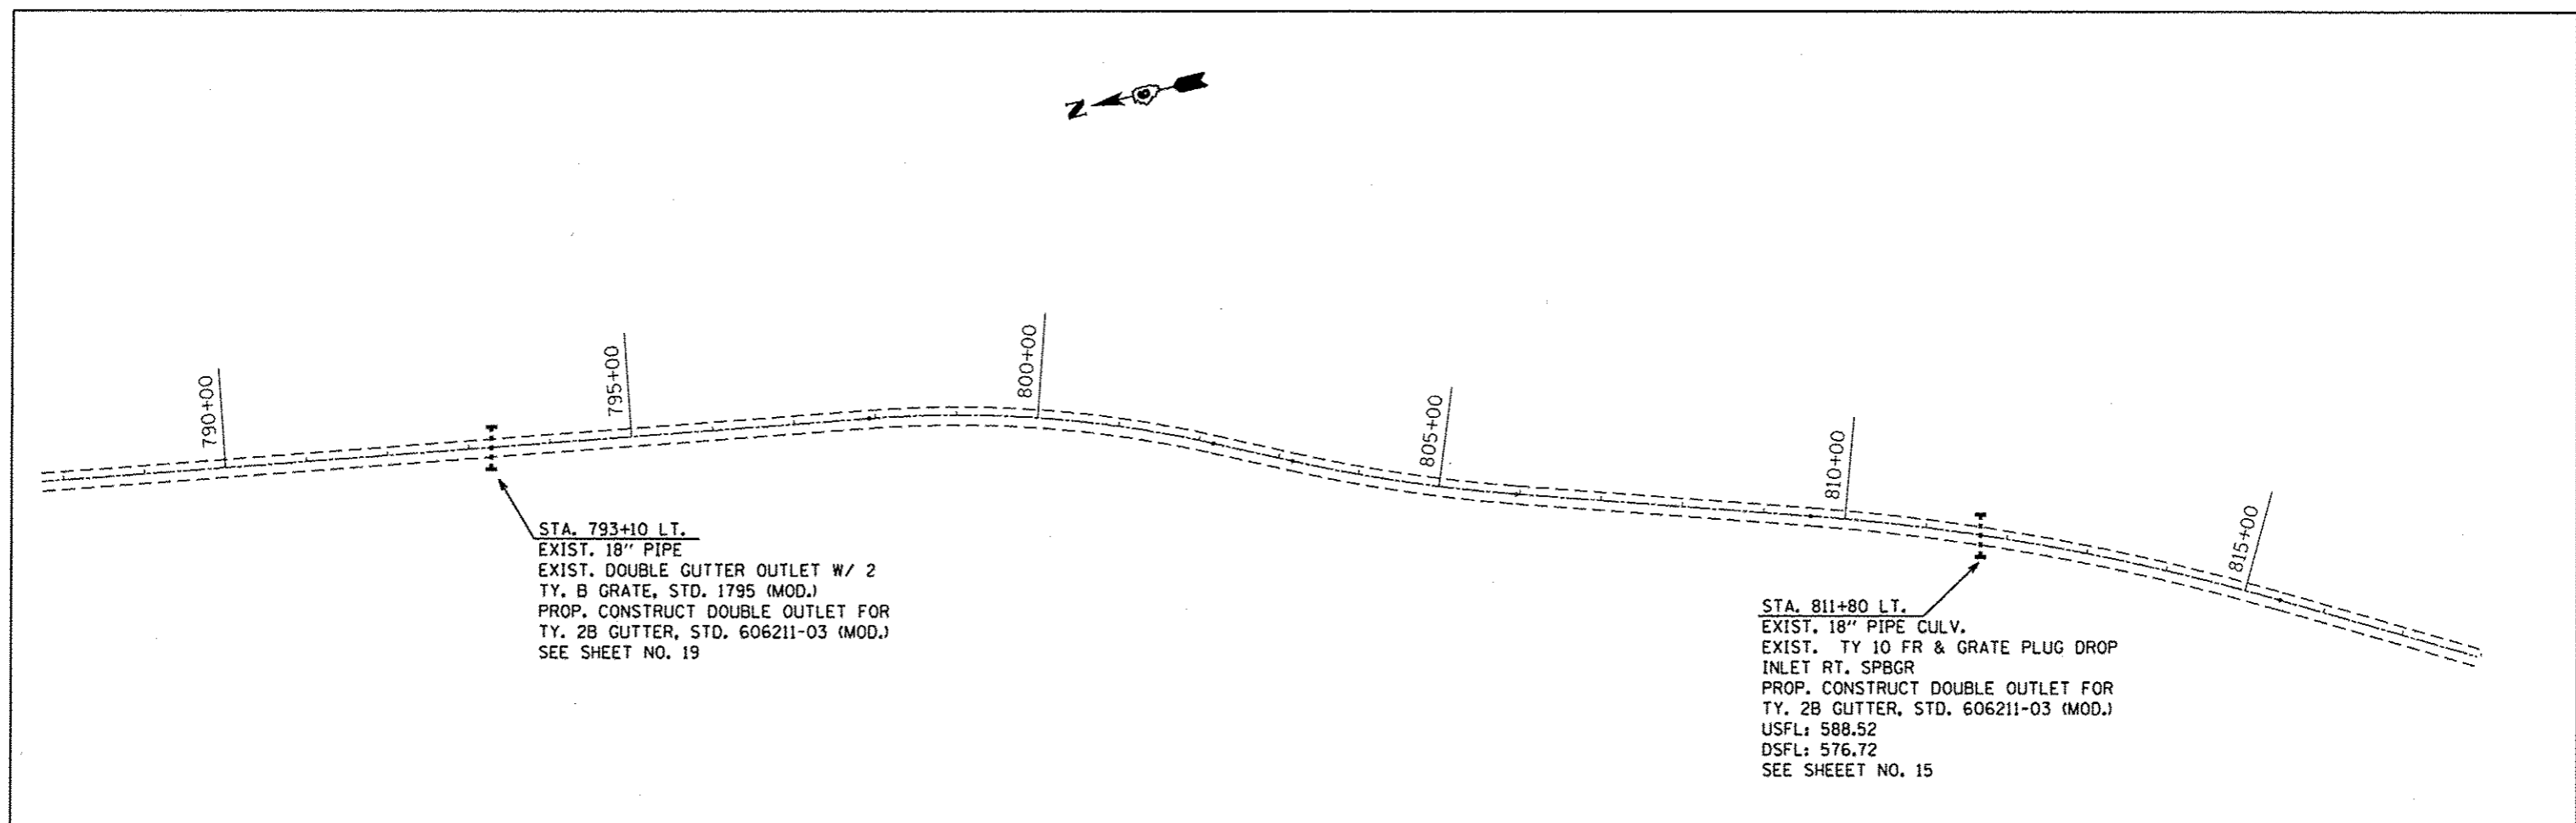 N
790+00
795+00
800+00
805+00
810+00
815+00
STA. 793+10 LT.
EXIST. 18" PIPE
EXIST. DOUBLE GUTTER OUTLET W/ 2
TY. B GRATE, STD. 1795 (MOD.)
PROP. CONSTRUCT DOUBLE OUTLET FOR
TY. 2B GUTTER, STD. 606211-03 (MOD.)
SEE SHEET NO. 19
STA. 811+80 LT.
EXIST. 18" PIPE CULV.
EXIST. TY 10 FR & GRATE PLUG DROP
INLET RT. SPBGR
PROP. CONSTRUCT DOUBLE OUTLET FOR
TY. 2B GUTTER, STD. 606211-03 (MOD.)
USFL: 588.52
DSFL: 576.72
SEE SHEEET NO. 15